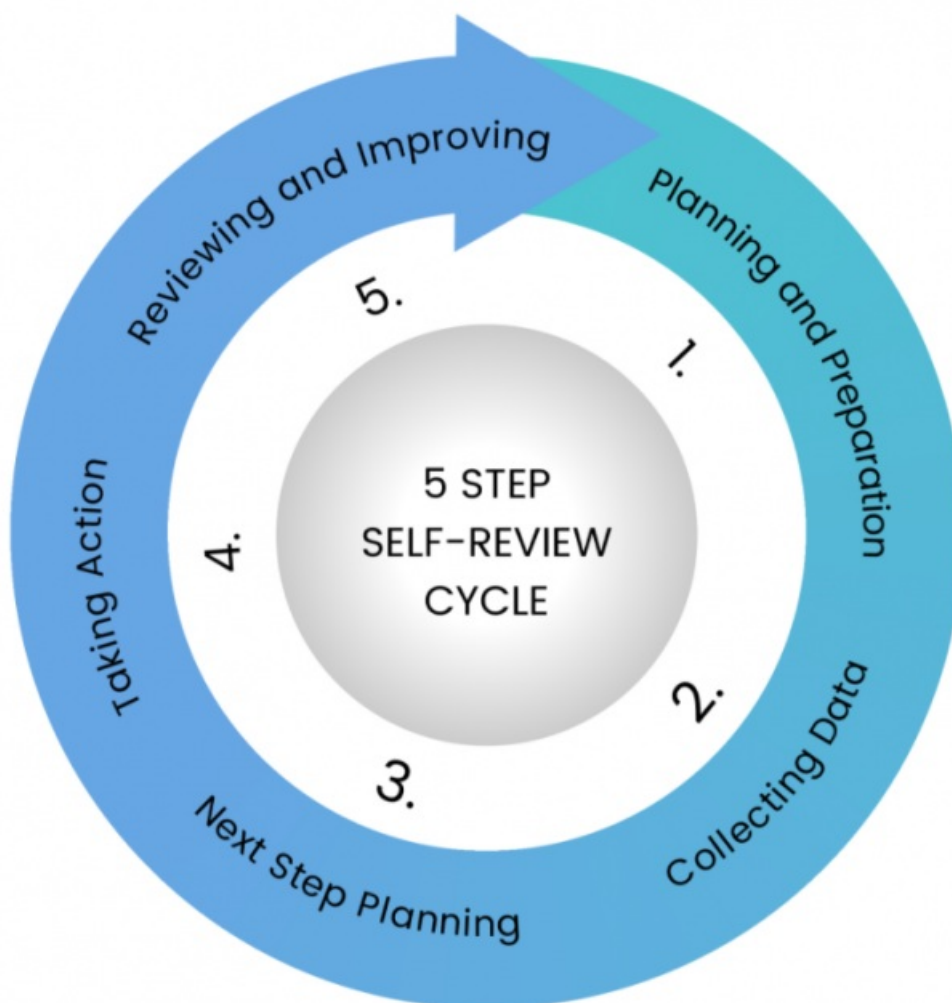 5 STEP
SELF-REVIEW
CYCLE
1.
Planning and Preparation
2.
Collecting Data
3.
Next Step Planning
4.
Taking Action
5.
Reviewing and Improving